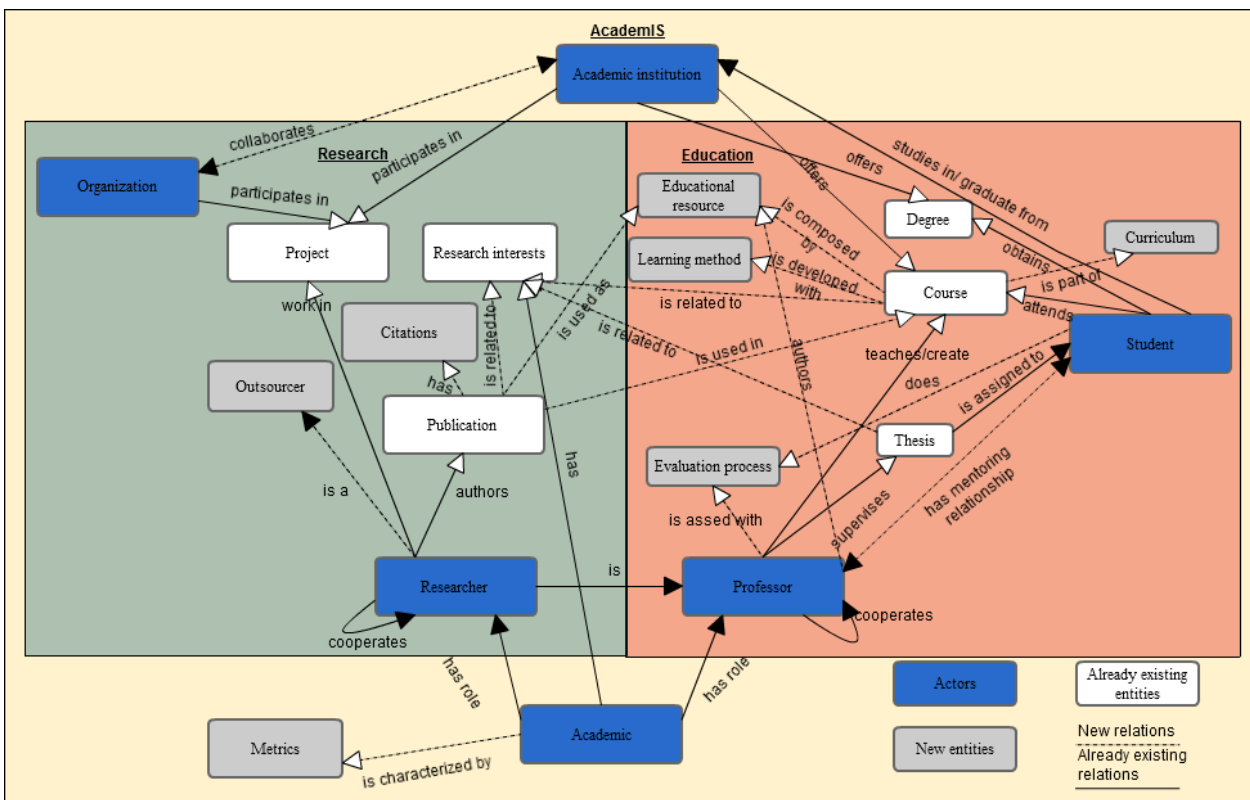 AcademIS
Academic institution
collaborates
participates in
Research
Education
offers
offers
studies in/ graduate from
Organization
participates in
Educational
resource
is composed
by
Degree
Curriculum
Project
Research interests
Learning method
is developed
with
obtains
is part of
Course
attends
work in
Citations
is related to
is used as
is related to
is related to
is used in
teaches/create
Student
Outsourcer
has
authors
does
is assigned to
Publication
Thesis
has
Evaluation process
is a
authors
is assed with
supervises
has mentoring
relationship
Researcher
is
Professor
cooperates
cooperates
has role
has role
Actors
Already existing
entities
Metrics
Academic
is characterized by
New entities
New relations
Already existing
relations